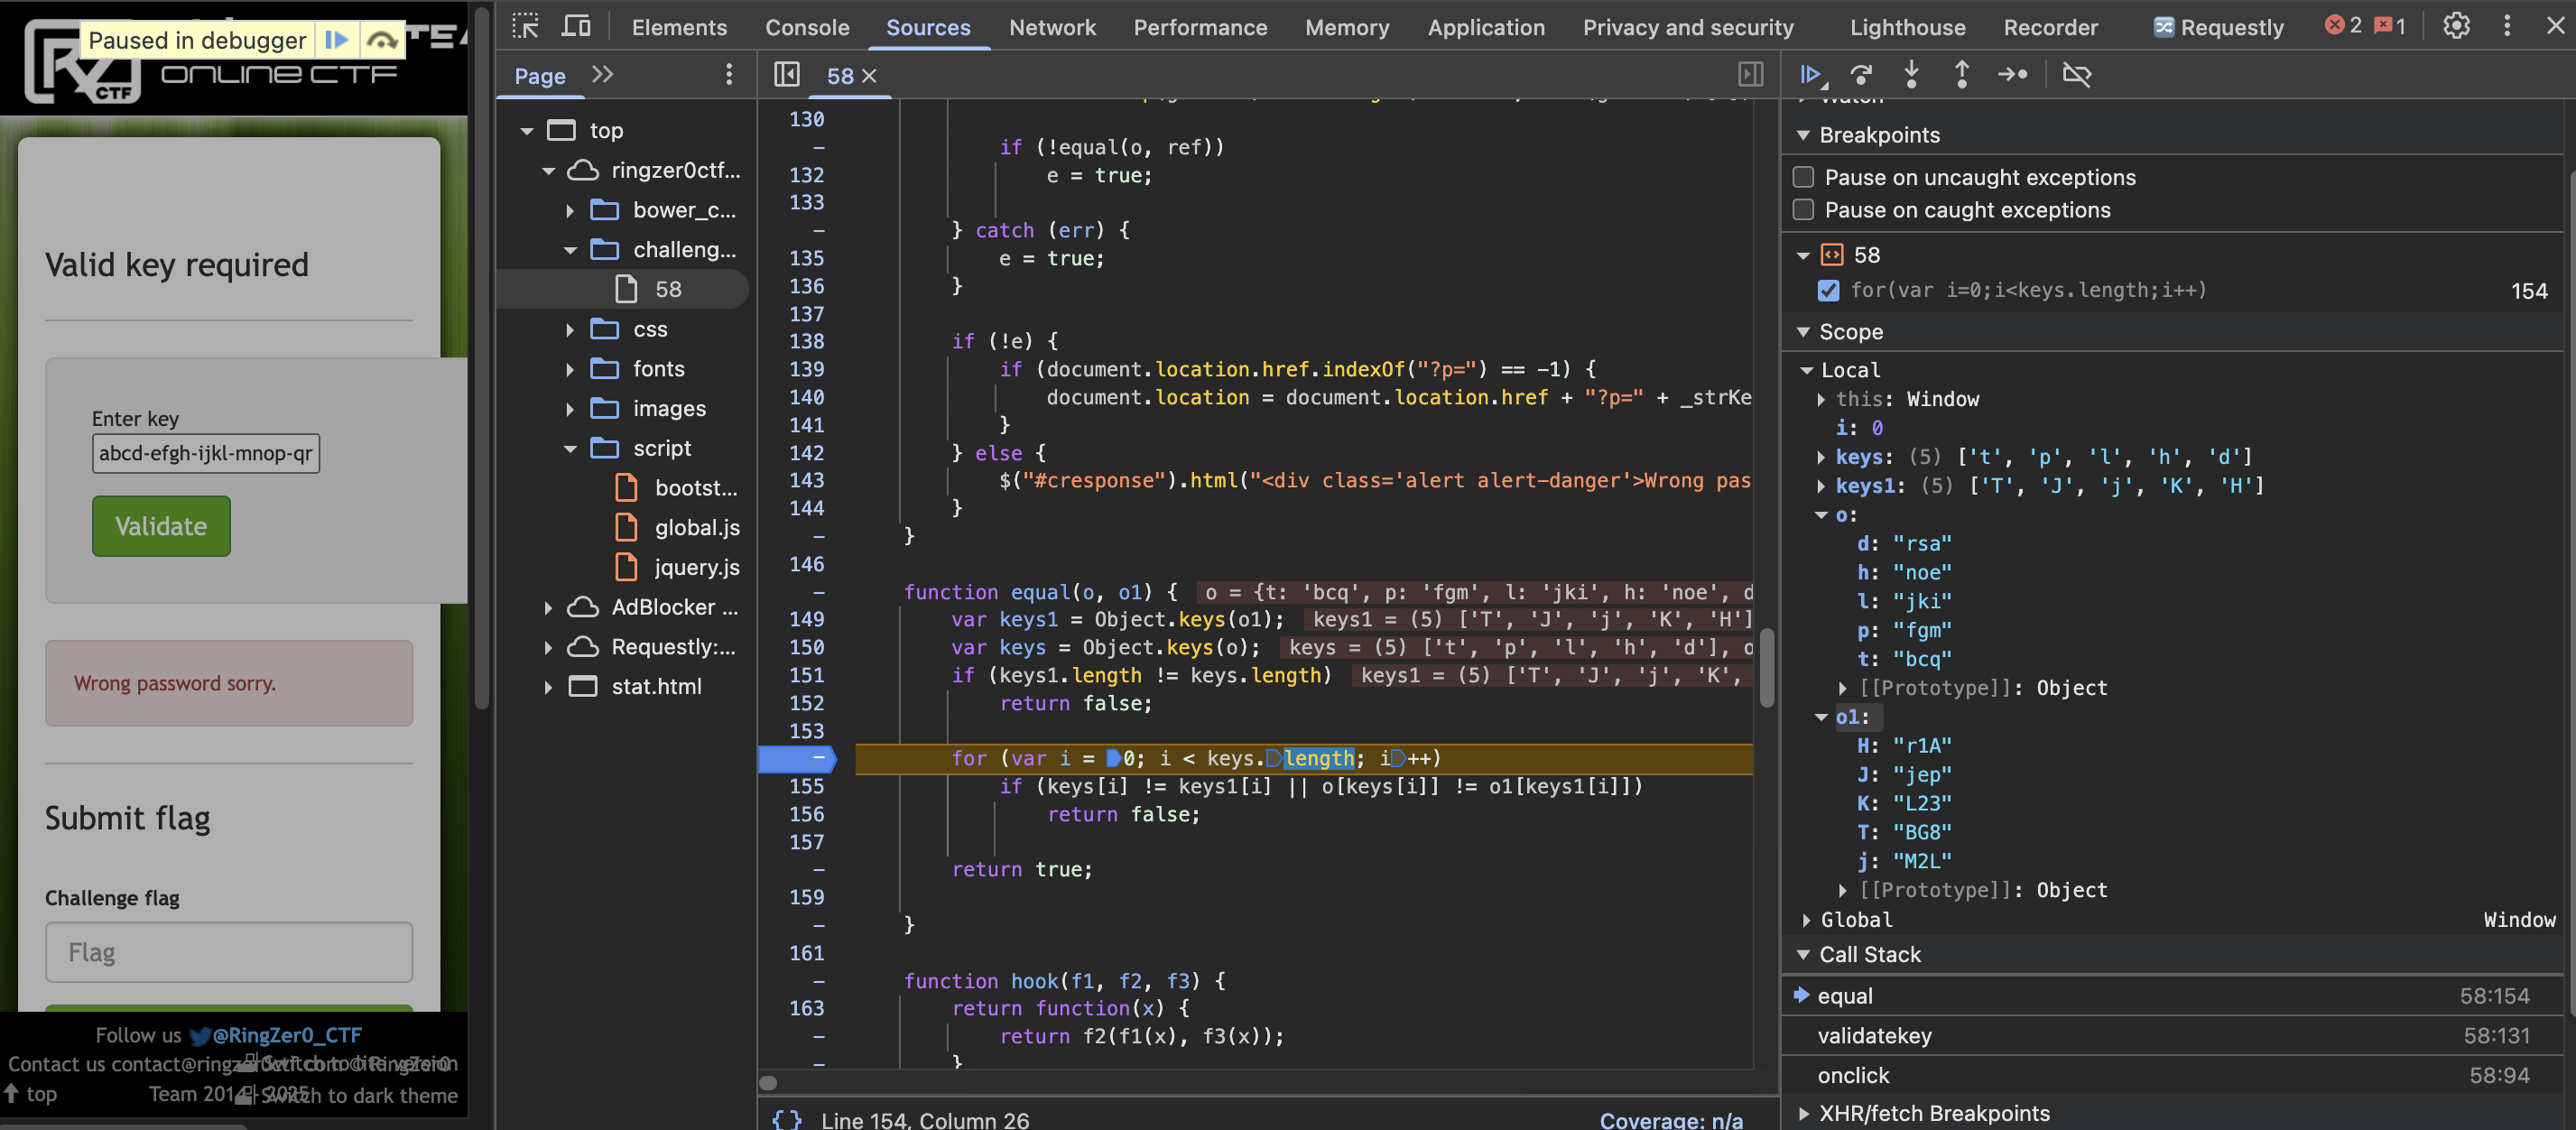 Paused in debugger
ONLINE CTF
CTF
Valid key required
Enter key
abcd-efgh-ijkl-mnop-qr
Validate
Wrong password sorry.
Submit flag
Challenge flag
Flag
Follow us @RingZer0_CTF
Contact us
top
Team
Switch to dark theme
Elements Console Sources Network Performance Memory Application Privacy and security Lighthouse Recorder Requestly 2 1
Page
top
ringzer0ctf...
bower_c...
challeng...
58
css
fonts
images
script
bootst...
global.js
jquery.js
AdBlocker ...
Requestly:...
stat.html
58
130
- if (!equal(o, ref))
132 e = true;
133
- } catch (err) {
135 e = true;
136 }
137
138 if (!e) {
139 if (document.location.href.indexOf("?p=") == -1) {
140 document.location = document.location.href + "?p=" + _strKe
141 }
142 } else {
143 $("#cresponse").html("<div class='alert alert-danger'>Wrong pas
144 }
- }
146
- function equal(o, o1) { o = {t: 'bcq', p: 'fgm', l: 'jki', h: 'noe', d
149 var keys1 = Object.keys(o1); keys1 = (5) ['T', 'J', 'j', 'K', 'H']
150 var keys = Object.keys(o); keys = (5) ['t', 'p', 'l', 'h', 'd'], o
151 if (keys1.length != keys.length) keys1 = (5) ['T', 'J', 'j', 'K',
152 return false;
153
- for (var i = 0; i < keys.length; i++)
155 if (keys[i] != keys1[i] || o[keys[i]] != o1[keys1[i]])
156 return false;
157
- return true;
159
- }
161
- function hook(f1, f2, f3) {
163 return function(x) {
- return f2(f1(x), f3(x));
- }
{} Line 154, Column 26 Coverage: n/a
Watch
Breakpoints
Pause on uncaught exceptions
Pause on caught exceptions
58
for(var i=0;i<keys.length;i++) 154
Scope
Local
this: Window
i: 0
keys: (5) ['t', 'p', 'l', 'h', 'd']
keys1: (5) ['T', 'J', 'j', 'K', 'H']
o:
d: "rsa"
h: "noe"
l: "jki"
p: "fgm"
t: "bcq"
[[Prototype]]: Object
o1:
H: "r1A"
J: "jep"
K: "L23"
T: "BG8"
j: "M2L"
[[Prototype]]: Object
Global Window
Call Stack
equal 58:154
validatekey 58:131
onclick 58:94
XHR/fetch Breakpoints